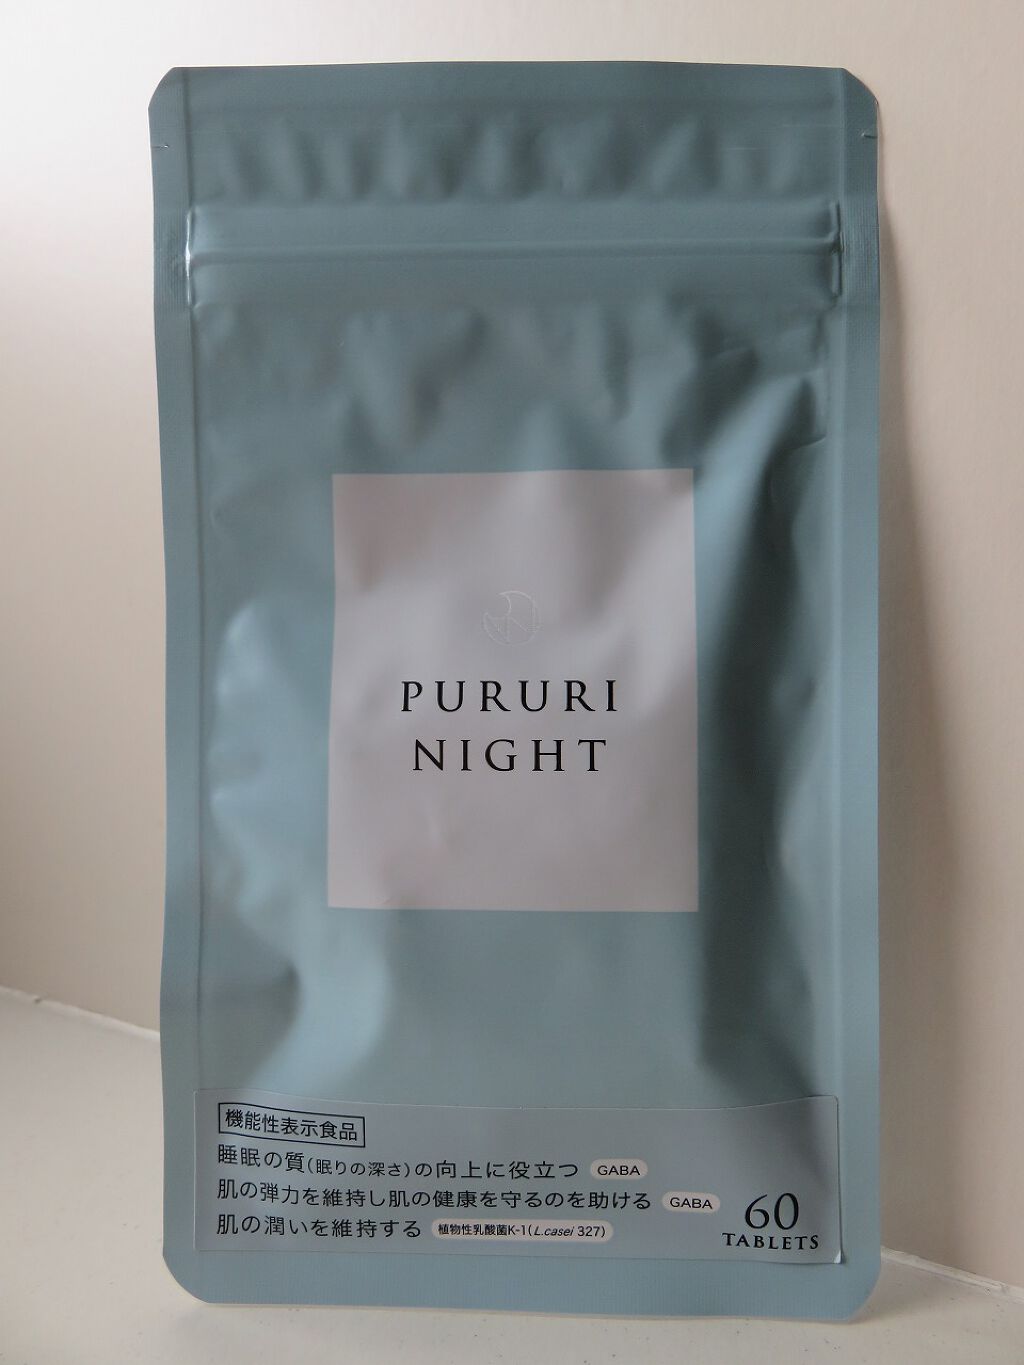 PURURI
NIGHT
機能性表示食品
睡眠の質(眠りの深さ)の向上に役立つ GABA
肌の弾力を維持し肌の健康を守るのを助ける GABA
肌の潤いを維持する 植物性乳酸菌K-1(L.casei 327)
60
TABLETS